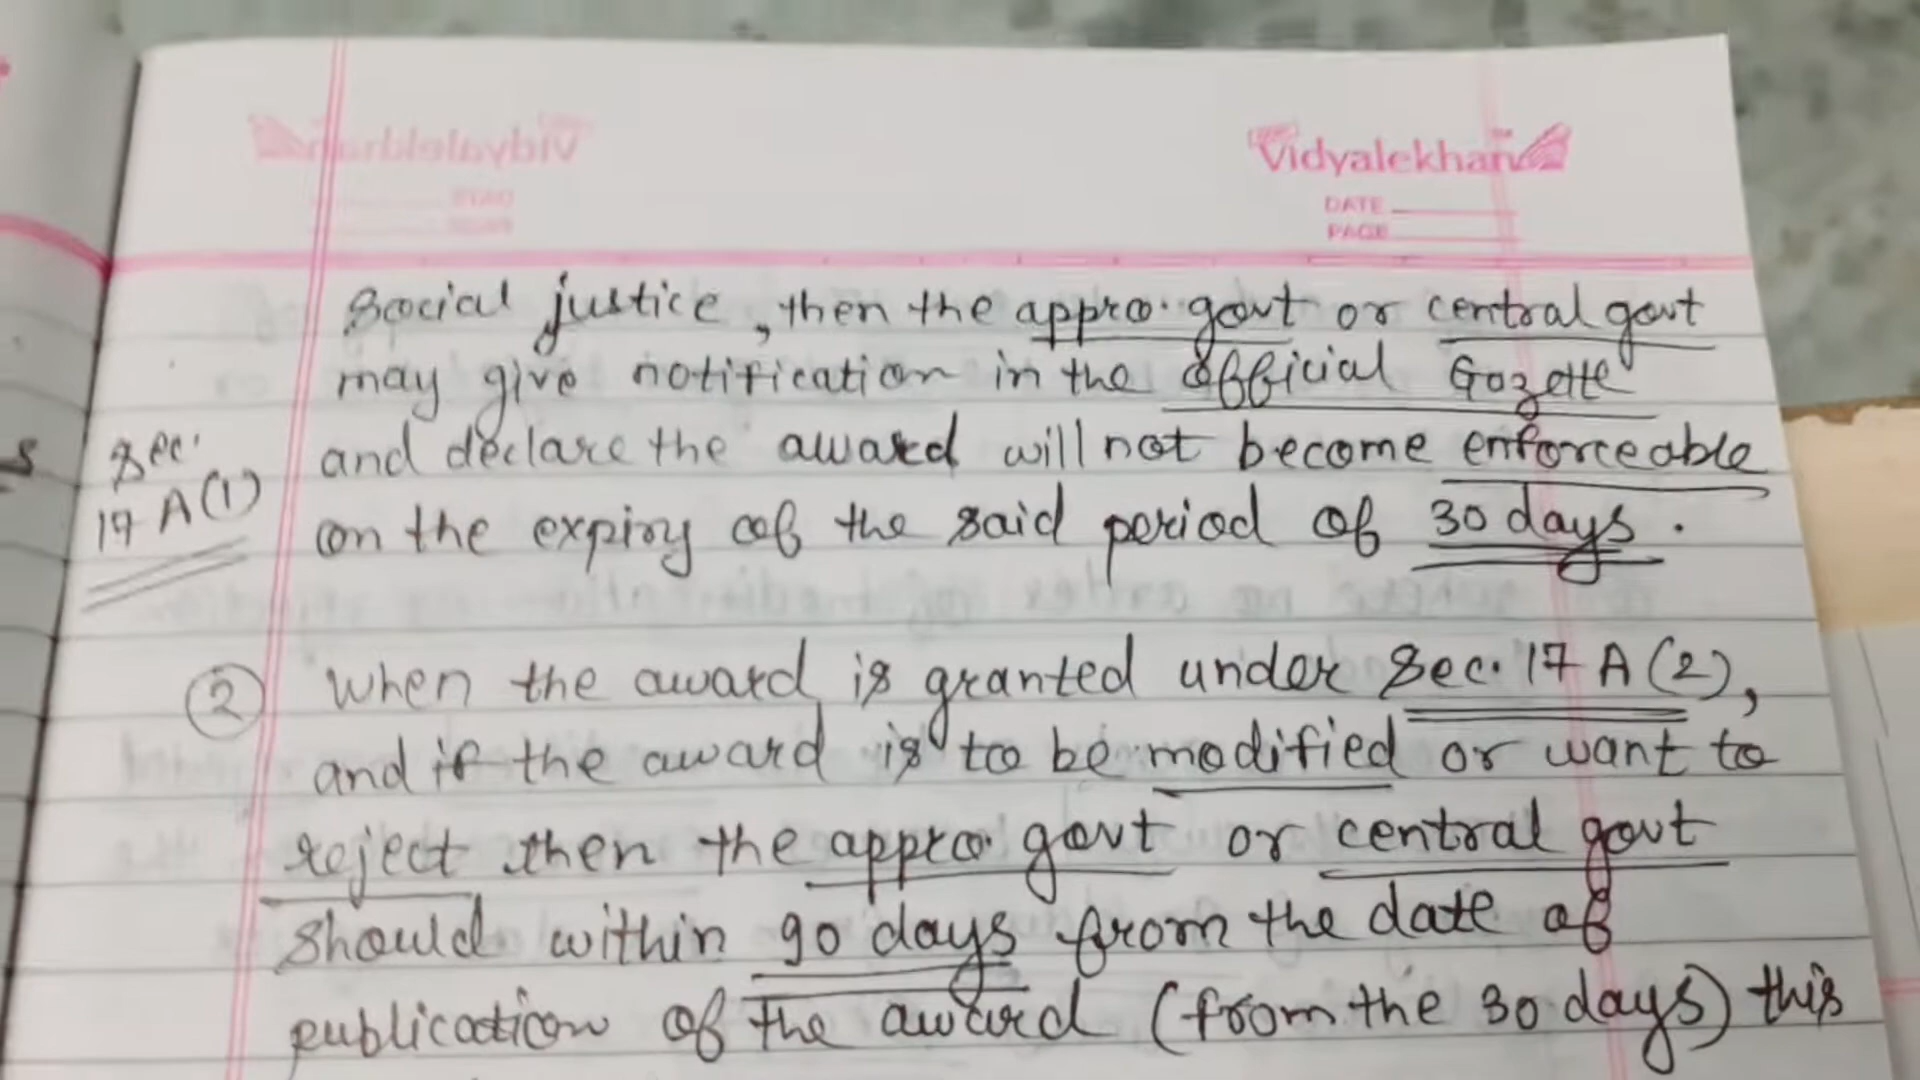 Vidyalekhan
DATE
PAGE
social justice, then the appro. govt or central govt
may give notification in the official Gazette
and declare the award will not become enforceable
on the expiry of the said period of 30 days.
Sec.
17 A(1)
s
2 When the award is granted under Sec. 17 A (2),
and if the award is to be modified or want to
reject then the appro. govt or central govt
should within 90 days from the date of
publication of the award (from the 30 days) this